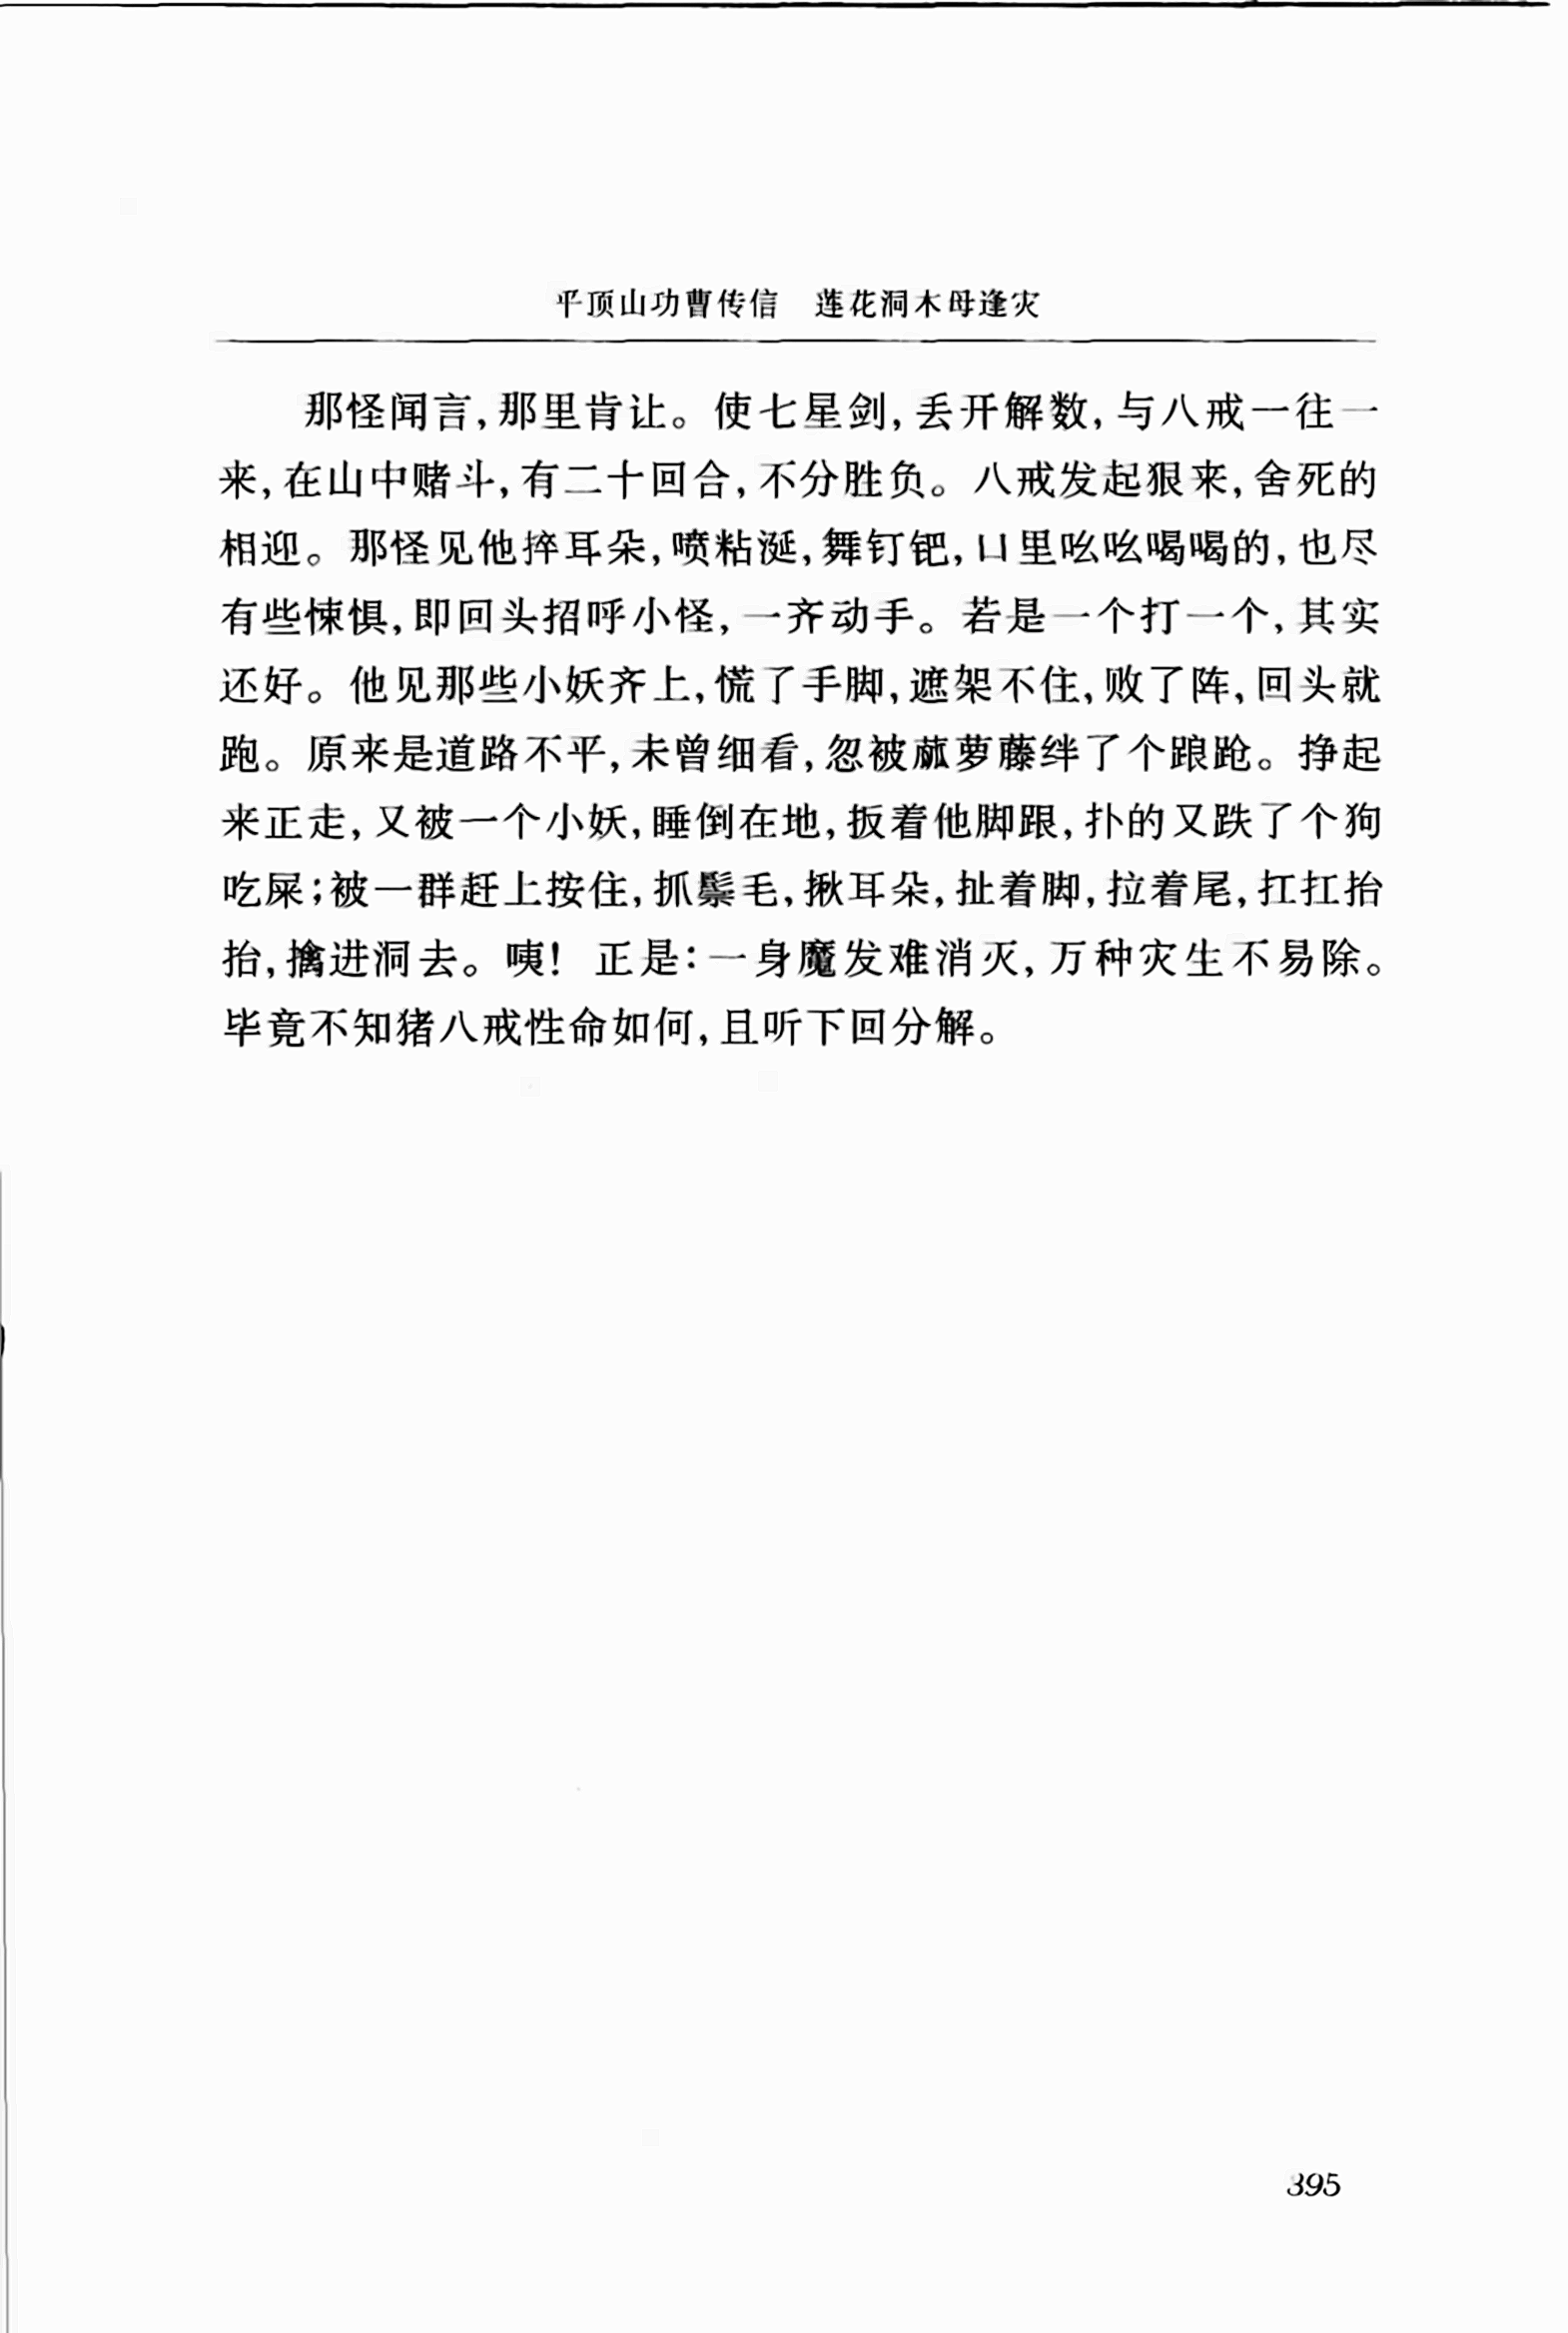 平顶山功曹传信　莲花洞木母逢灾
那怪闻言,那里肯让。使七星剑,丢开解数,与八戒一往一
来,在山中赌斗,有二十回合,不分胜负。八戒发起狠来,舍死的
相迎。那怪见他捽耳朵,喷粘涎,舞钉钯,口里吆吆喝喝的,也尽
有些悚惧,即回头招呼小怪,一齐动手。若是一个打一个,其实
还好。他见那些小妖齐上,慌了手脚,遮架不住,败了阵,回头就
跑。原来是道路不平,未曾细看,忽被蓏萝藤绊了个踉跄。挣起
来正走,又被一个小妖,睡倒在地,扳着他脚跟,扑的又跌了个狗
吃屎;被一群赶上按住,抓鬃毛,揪耳朵,扯着脚,拉着尾,扛扛抬
抬,擒进洞去。咦! 正是:一身魔发难消灭,万种灾生不易除。
毕竟不知猪八戒性命如何,且听下回分解。
395